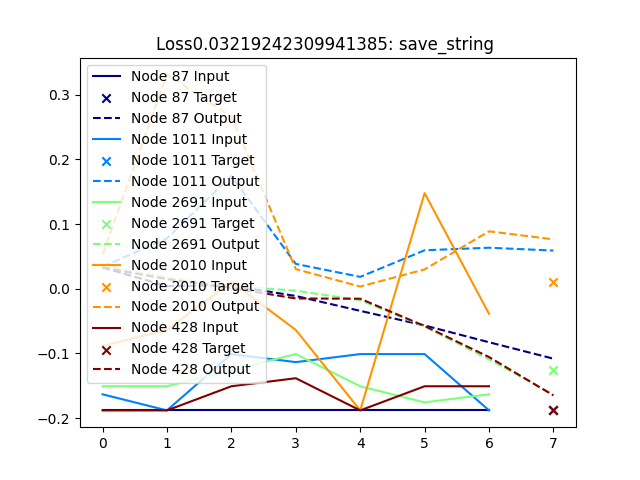 Loss0.03219242309941385: save_string
Node 87 Input
Node 87 Target
Node 87 Output
Node 1011 Input
Node 1011 Target
Node 1011 Output
Node 2691 Input
Node 2691 Target
Node 2691 Output
Node 2010 Input
Node 2010 Target
Node 2010 Output
Node 428 Input
Node 428 Target
Node 428 Output
0.3
0.2
0.1
0.0
−0.1
−0.2
0 1 2 3 4 5 6 7